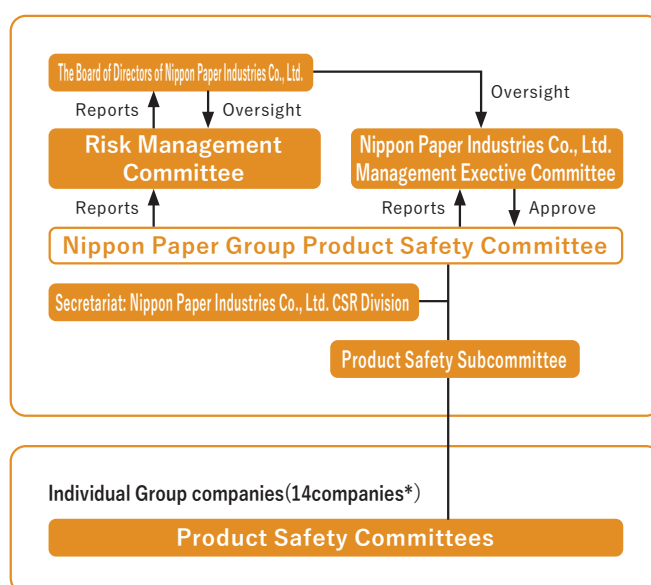 The Board of Directors of Nippon Paper Industries Co., Ltd.
Reports
Oversight
Oversight
Risk Management
Committee
Nippon Paper Industries Co., Ltd.
Management Exective Committee
Reports
Reports
Approve
Nippon Paper Group Product Safety Committee
Secretariat: Nippon Paper Industries Co., Ltd. CSR Division
Product Safety Subcommittee
Individual Group companies(14companies*)
Product Safety Committees